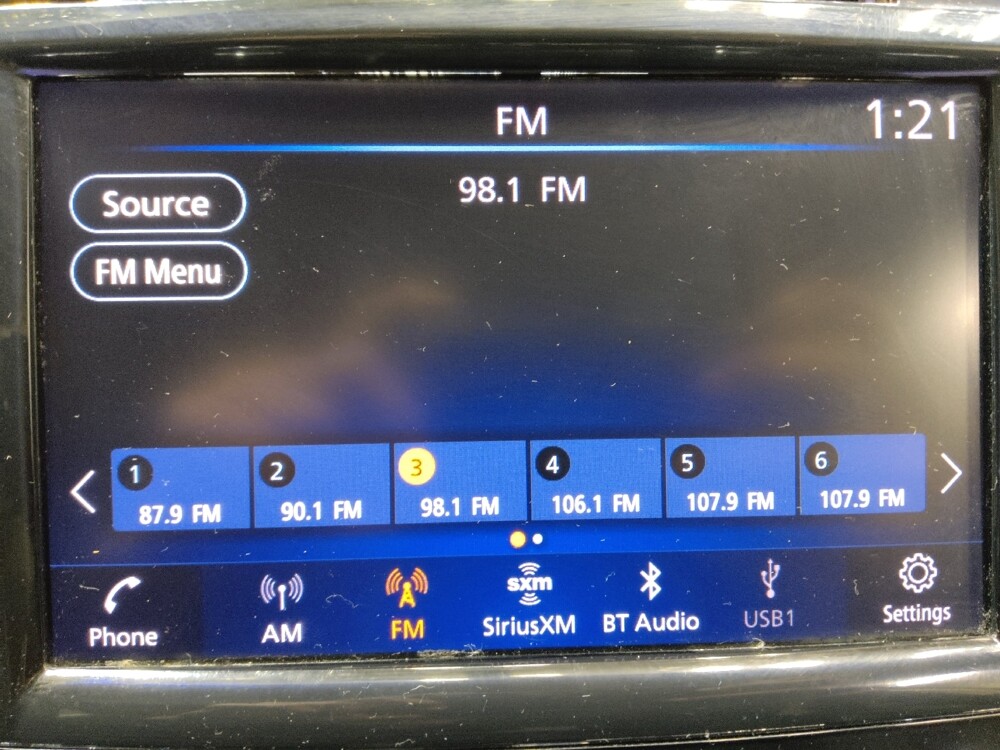 FM
1:21
Source
98.1 FM
FM Menu
1 2 3 4 5 6
87.9 FM 90.1 FM 98.1 FM 106.1 FM 107.9 FM 107.9 FM
sxm
Phone AM FM SiriusXM BT Audio USB1 Settings